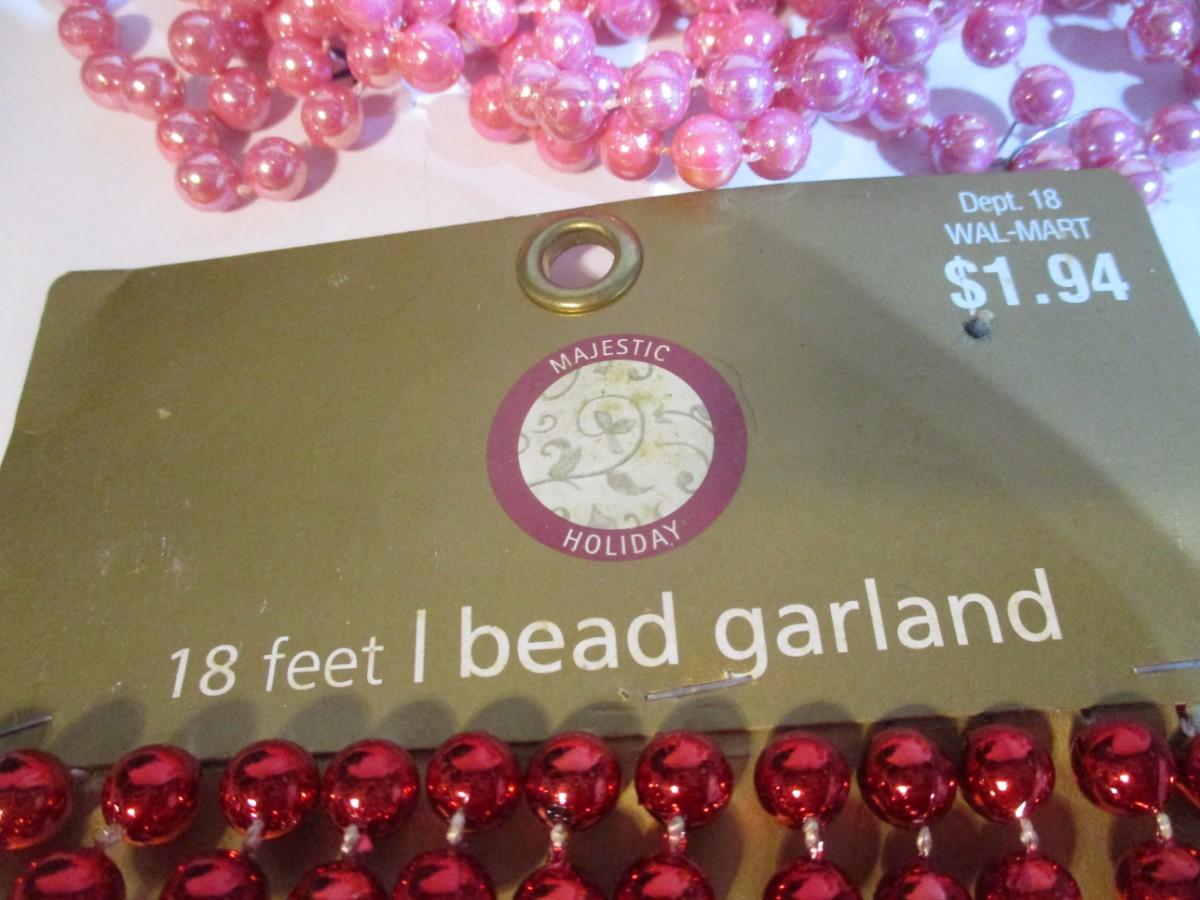 Dept. 18
WAL-MART
$1.94
MAJESTIC
HOLIDAY
18 feet | bead garland